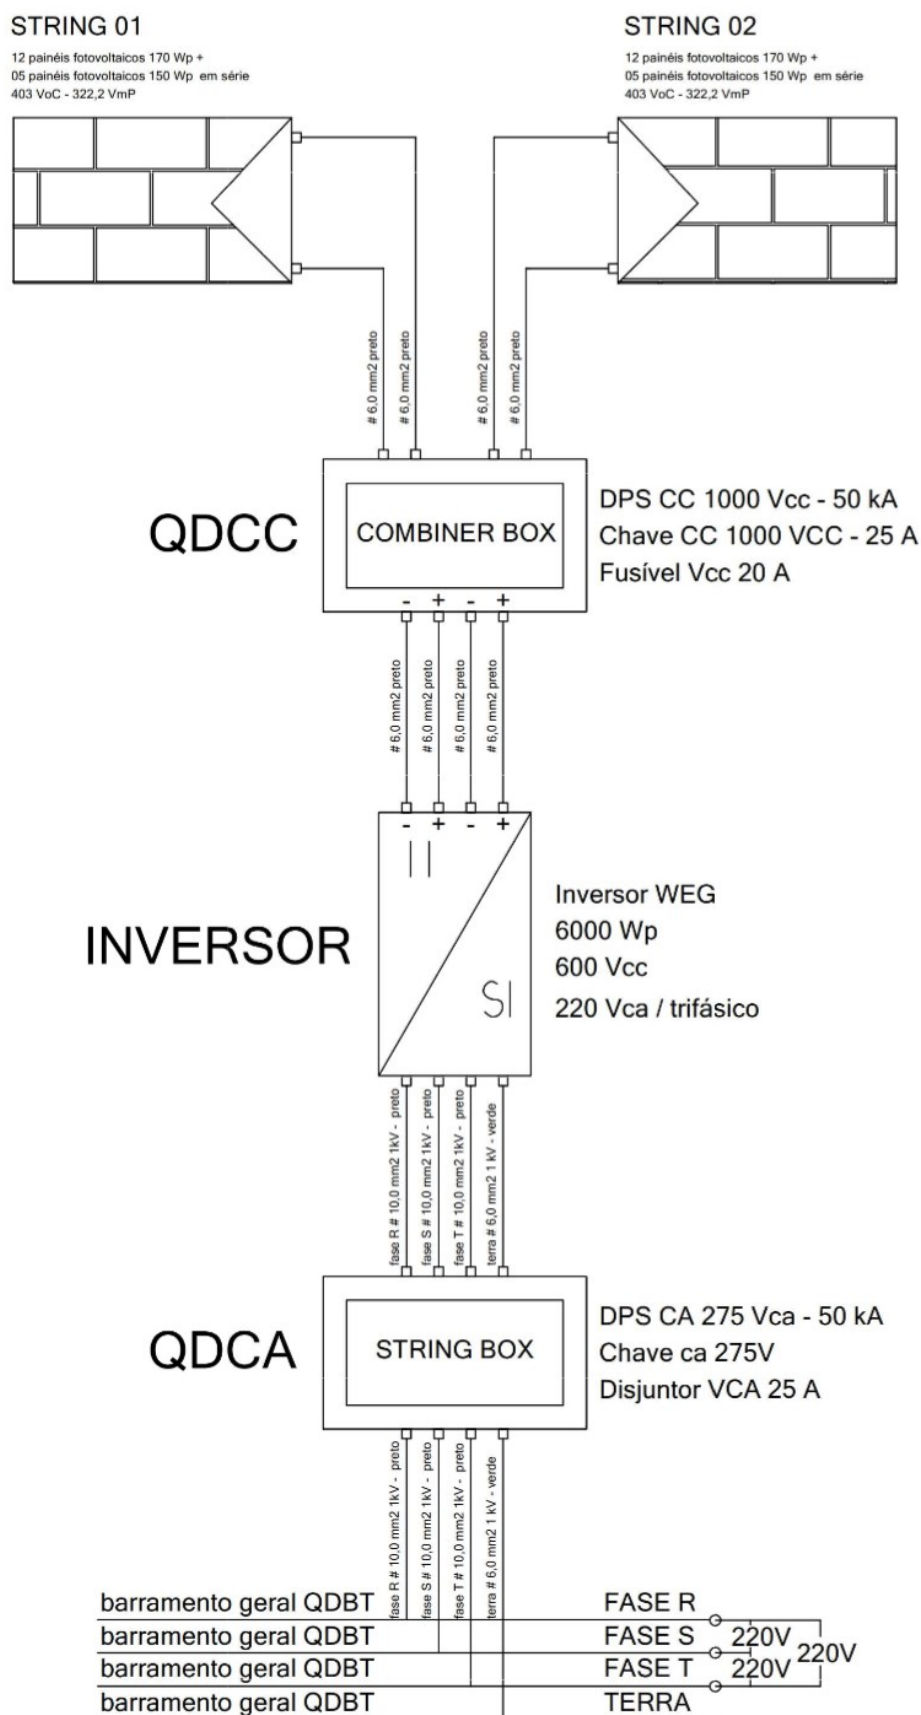 STRING 01
12 painéis fotovoltaicos 170 Wp +
05 painéis fotovoltaicos 150 Wp em série
403 VoC - 322,2 VmP
STRING 02
12 painéis fotovoltaicos 170 Wp +
05 painéis fotovoltaicos 150 Wp em série
403 VoC - 322,2 VmP
# 6,0 mm2 preto
# 6,0 mm2 preto
# 6,0 mm2 preto
# 6,0 mm2 preto
QDCC
COMBINER BOX
DPS CC 1000 Vcc - 50 kA
Chave CC 1000 VCC - 25 A
Fusível Vcc 20 A
- + - +
# 6,0 mm2 preto
# 6,0 mm2 preto
# 6,0 mm2 preto
# 6,0 mm2 preto
- + - +
INVERSOR
SI
Inversor WEG
6000 Wp
600 Vcc
220 Vca / trifásico
fase R # 10,0 mm2 1kV - preto
fase S # 10,0 mm2 1kV - preto
fase T # 10,0 mm2 1kV - preto
terra # 6,0 mm2 1 kV - verde
QDCA
STRING BOX
DPS CA 275 Vca - 50 kA
Chave ca 275V
Disjuntor VCA 25 A
fase R # 10,0 mm2 1kV - preto
fase S # 10,0 mm2 1kV - preto
fase T # 10,0 mm2 1kV - preto
terra # 6,0 mm2 1 kV - verde
barramento geral QDBT FASE R
barramento geral QDBT FASE S 220V
220V
barramento geral QDBT FASE T 220V
barramento geral QDBT TERRA